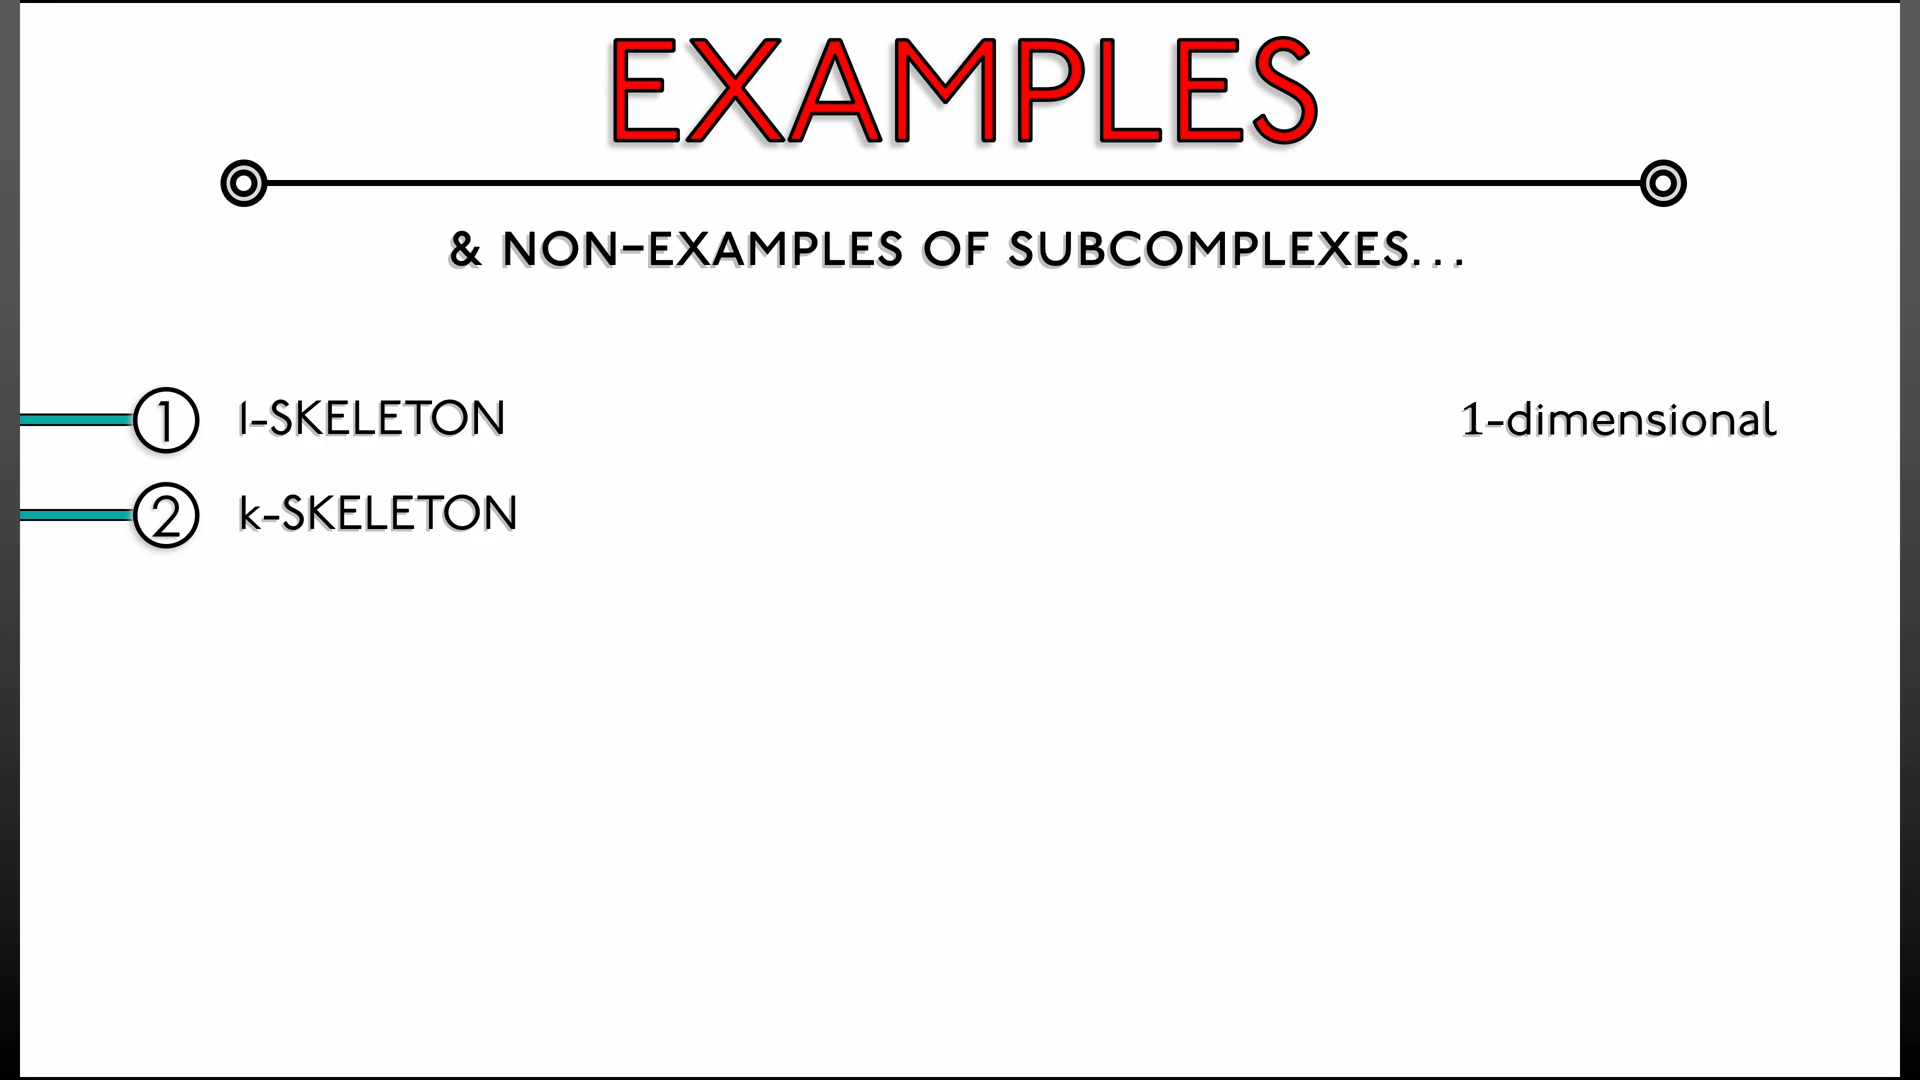 EXAMPLES
& NON-EXAMPLES OF SUBCOMPLEXES...
1 1-SKELETON 1-dimensional
2 k-SKELETON